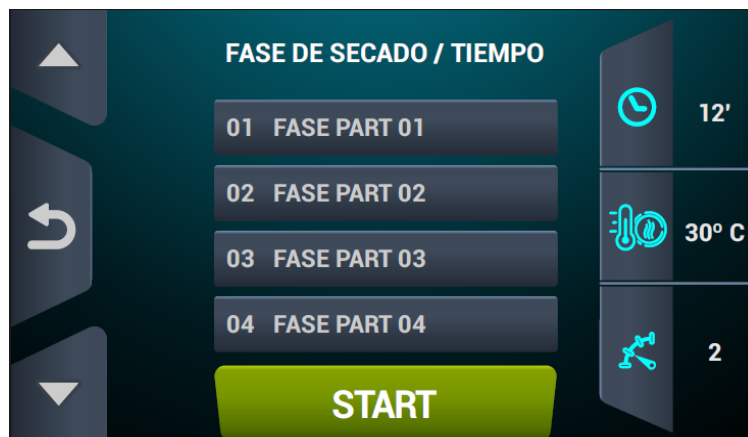 FASE DE SECADO / TIEMPO
01 FASE PART 01
02 FASE PART 02
03 FASE PART 03
04 FASE PART 04
START
12’
30º C
2